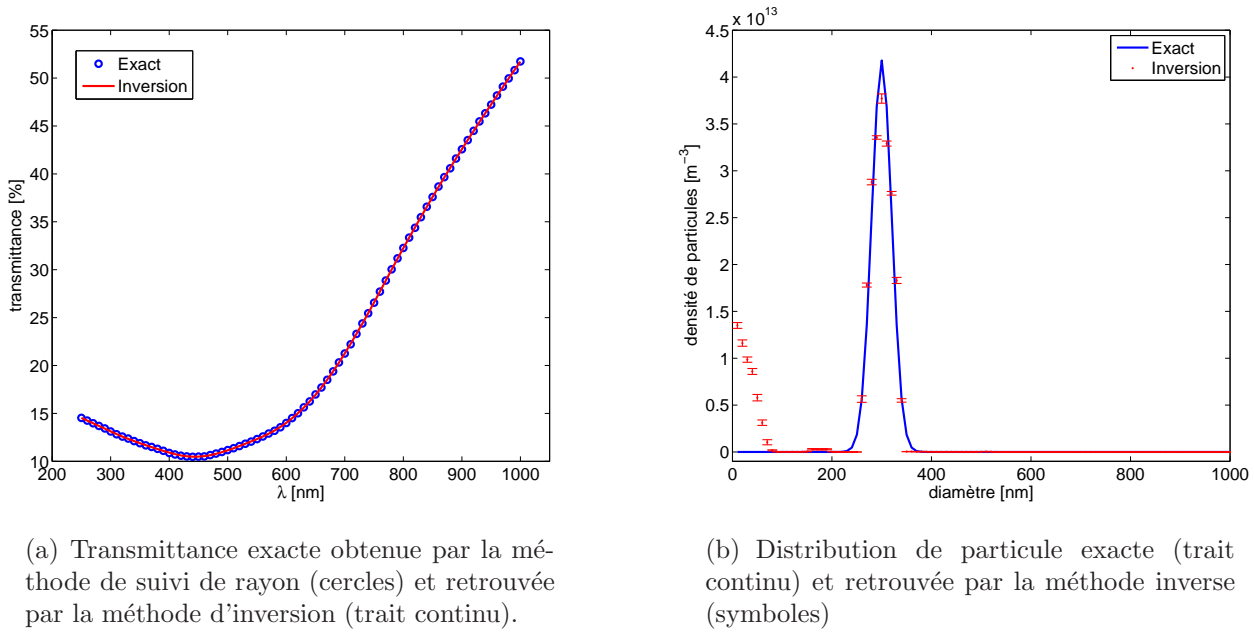 55
50
45
40
35
30
25
20
15
10
200 300 400 500 600 700 800 900 1000
λ [nm]
transmittance [%]
Exact
Inversion
x 10^13
4.5
4
3.5
3
2.5
2
1.5
1
0.5
0
0 200 400 600 800 1000
diamètre [nm]
densité de particules [m^-3]
Exact
Inversion
(a) Transmittance exacte obtenue par la mé-
thode de suivi de rayon (cercles) et retrouvée
par la méthode d'inversion (trait continu).
(b) Distribution de particule exacte (trait
continu) et retrouvée par la méthode inverse
(symboles)